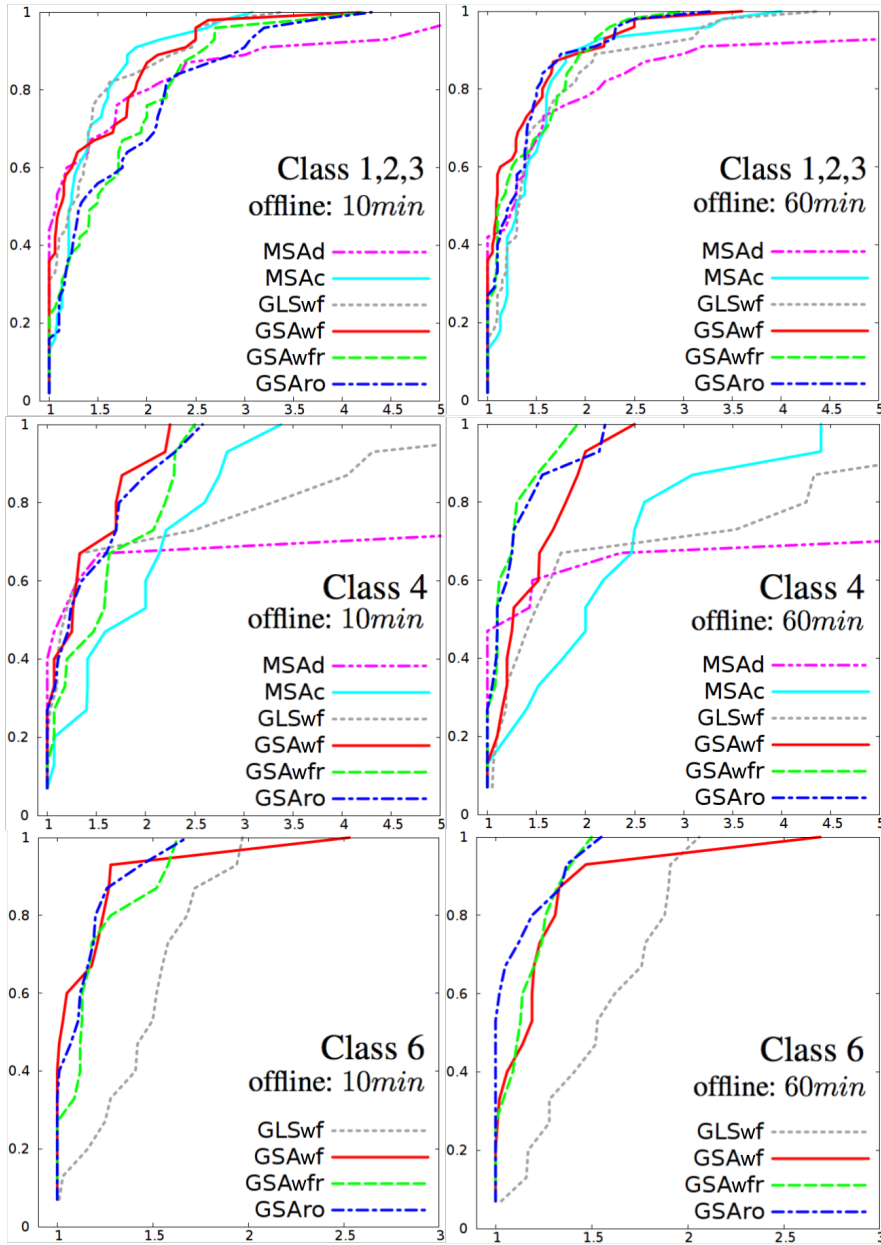 1
0.8
0.6
0.4
0.2
0
1 1.5 2 2.5 3 3.5 4 4.5 5
Class 1,2,3
offline: 10min
MSAd
MSAc
GLSwf
GSAwf
GSAwfr
GSAro
1
0.8
0.6
0.4
0.2
0
1 1.5 2 2.5 3 3.5 4 4.5 5
Class 1,2,3
offline: 60min
MSAd
MSAc
GLSwf
GSAwf
GSAwfr
GSAro
1
0.8
0.6
0.4
0.2
0
1 1.5 2 2.5 3 3.5 4 4.5 5
Class 4
offline: 10min
MSAd
MSAc
GLSwf
GSAwf
GSAwfr
GSAro
1
0.8
0.6
0.4
0.2
0
1 1.5 2 2.5 3 3.5 4 4.5 5
Class 4
offline: 60min
MSAd
MSAc
GLSwf
GSAwf
GSAwfr
GSAro
1
0.8
0.6
0.4
0.2
0
1 1.5 2 2.5 3
Class 6
offline: 10min
GLSwf
GSAwf
GSAwfr
GSAro
1
0.8
0.6
0.4
0.2
0
1 1.5 2 2.5 3
Class 6
offline: 60min
GLSwf
GSAwf
GSAwfr
GSAro